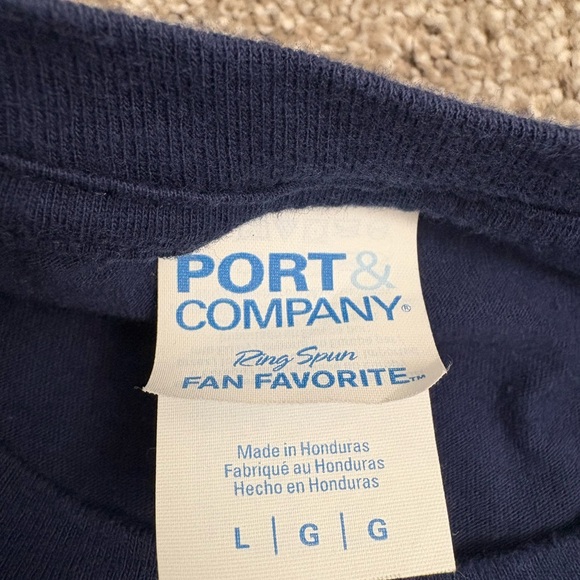 PORT&
COMPANY®
Ring Spun
FAN FAVORITE™
Made in Honduras
Fabriqué au Honduras
Hecho en Honduras
L | G | G